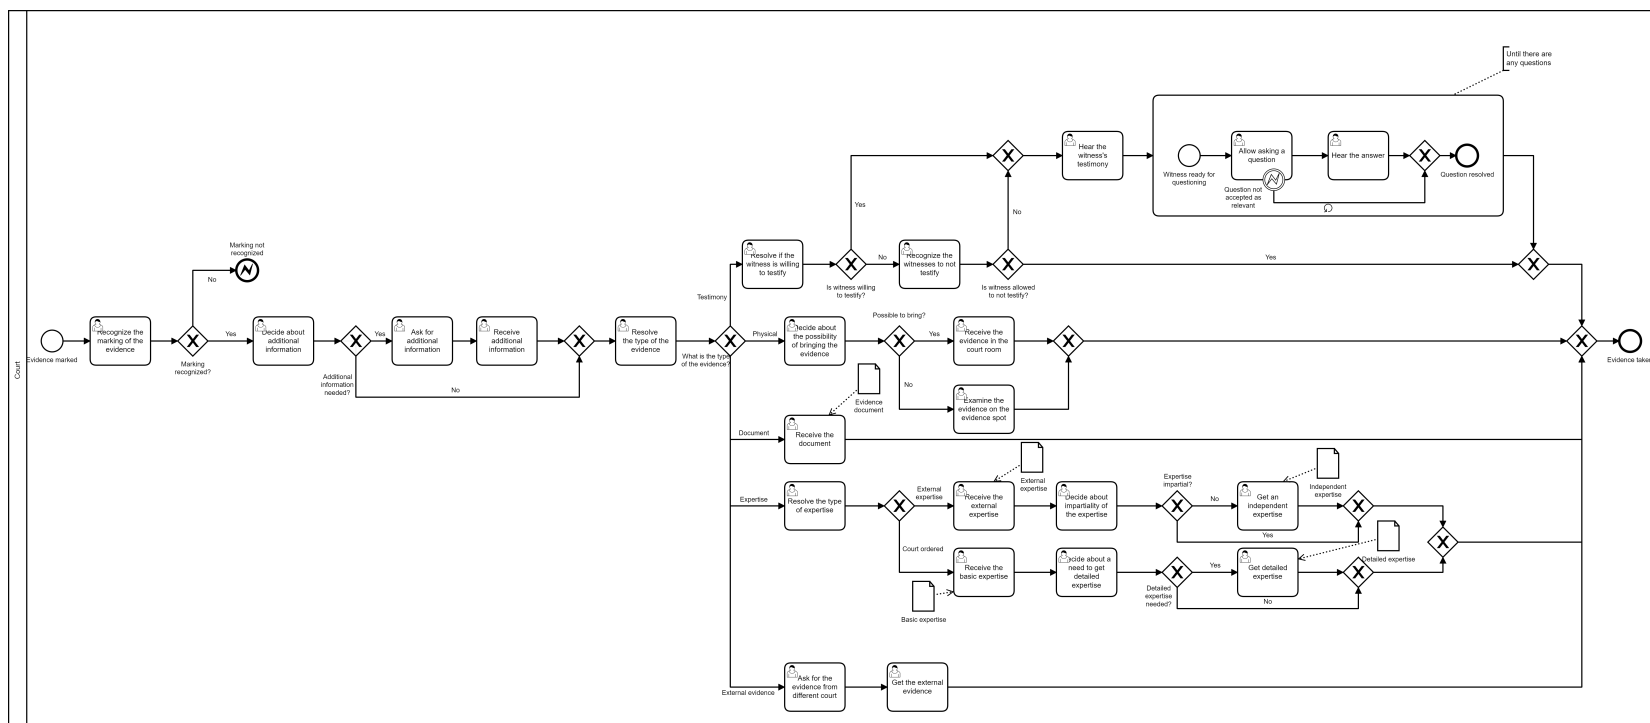 Court
Evidence marked
Recognize the
marking of the
evidence
Marking
recognized?
No
Marking not
recognized
Yes
Decide about
additional
information
Additional
information
needed?
Yes
No
Ask for
additional
information
Receive
additional
information
Resolve
the type of the
evidence
What is the type
of the evidence?
Testimony
Resolve if the
witness is willing
to testify
Is witness willing
to testify?
Yes
No
Recognize the
witnesses to not
testify
Is witness allowed
to not testify?
No
Yes
Hear the
witness's
testimony
Until there are
any questions
Witness ready for
questioning
Allow asking a
question
Question not
accepted as
relevant
Hear the answer
Question resolved
Physical
Decide about
the possibility
of bringing the
evidence
Possible to bring?
Yes
No
Receive the
evidence in the
court room
Examine the
evidence on the
evidence spot
Evidence taken
Document
Receive the
document
Evidence
document
Expertise
Resolve the type
of expertise
External
expertise
Receive the
external
expertise
External
expertise
Decide about
impartiality of
the expertise
Expertise
impartial?
No
Yes
Get an
independent
expertise
Independent
expertise
Court ordered
Receive the
basic expertise
Basic expertise
Decide about a
need to get
detailed
expertise
Detailed
expertise
needed?
Yes
No
Get detailed
expertise
Detailed expertise
External evidence
Ask for the
evidence from
different court
Get the external
evidence